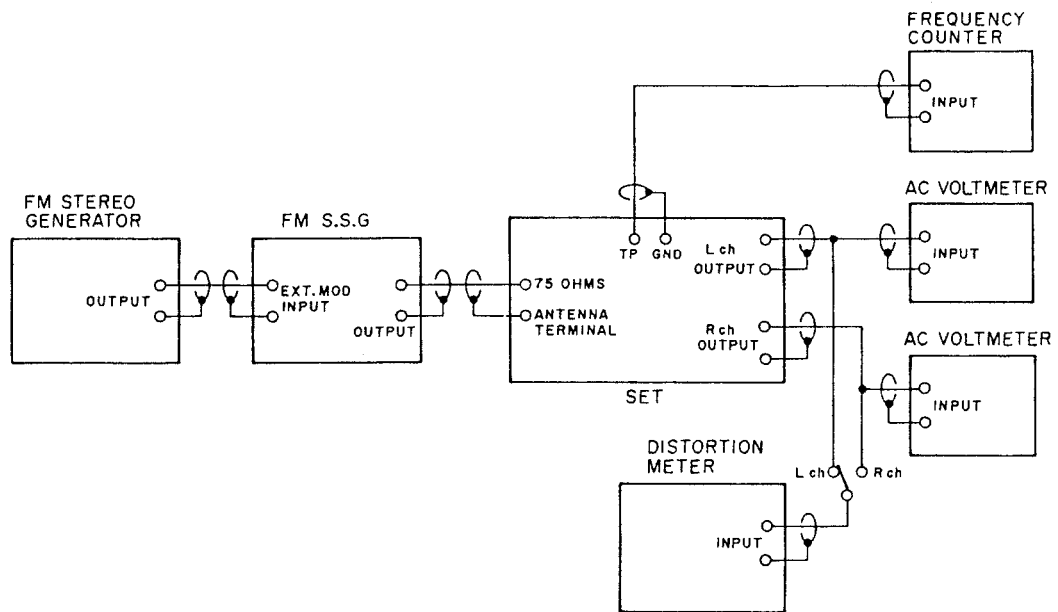 FREQUENCY
COUNTER
INPUT
FM STEREO
GENERATOR
OUTPUT
FM S.S.G
EXT.MOD
INPUT
OUTPUT
TP
GND
75 OHMS
ANTENNA
TERMINAL
L ch
OUTPUT
R ch
OUTPUT
SET
AC VOLTMETER
INPUT
AC VOLTMETER
INPUT
DISTORTION
METER
INPUT
L ch
R ch